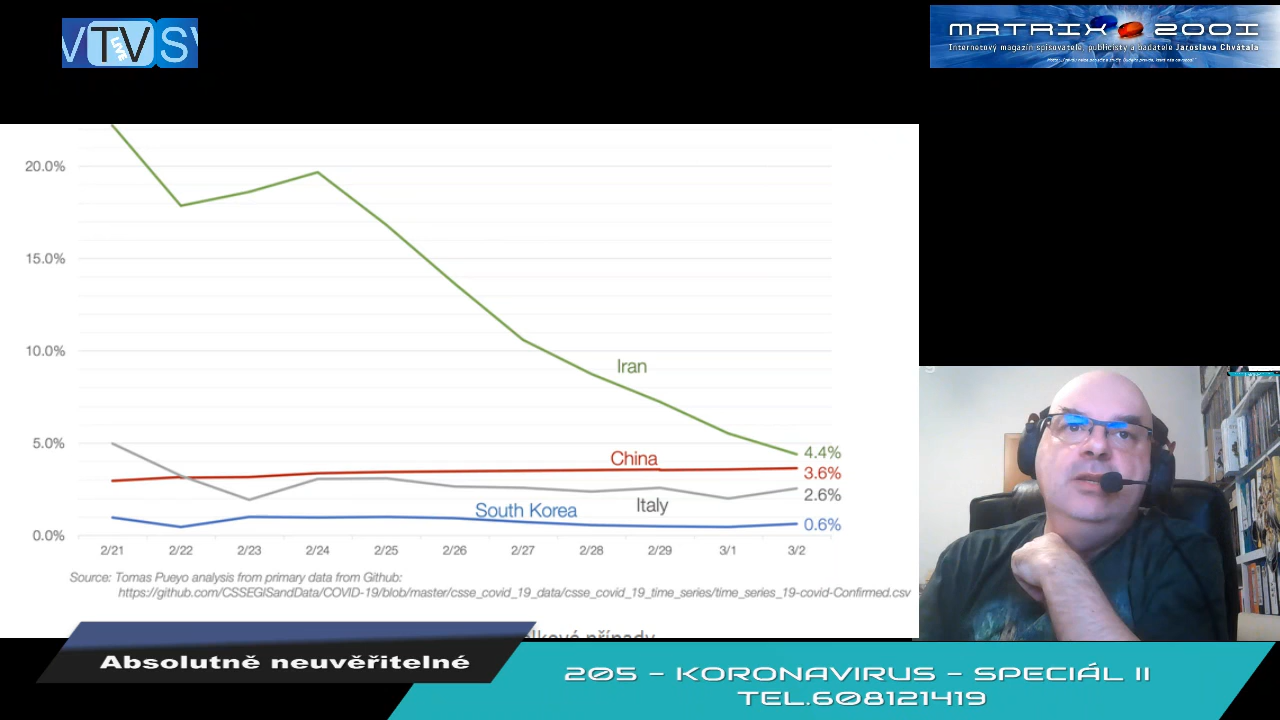 VTVSV
LIVE
MATRIX 2001
Internetový magazín spisovatele, publicisty a badatele Jaroslava Chvátala
20.0%
15.0%
10.0%
Iran
5.0%
4.4%
China
3.6%
2.6%
Italy
South Korea
0.6%
0.0%
2/21 2/22 2/23 2/24 2/25 2/26 2/27 2/28 2/29 3/1 3/2
Source: Tomas Pueyo analysis from primary data from Github:
https://github.com/CSSEGISandData/COVID-19/blob/master/csse_covid_19_data/csse_covid_19_time_series/time_series_19-covid-Confirmed.csv
případy
Absolutně neuvěřitelné
205 - KORONAVIRUS - SPECIÁL II
TEL.608121419